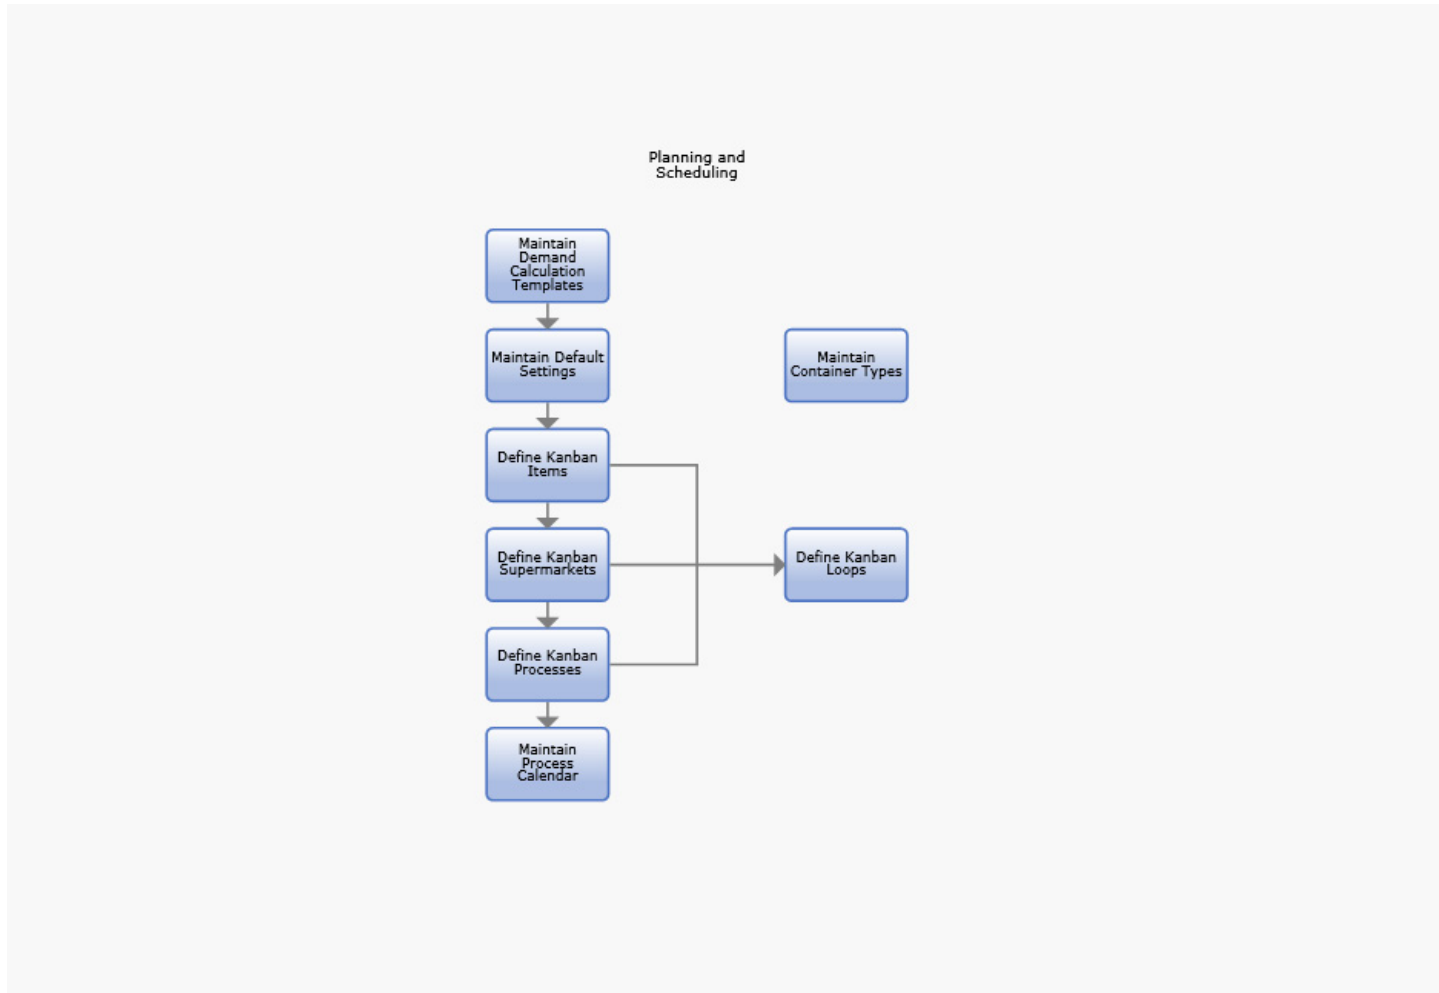 Planning and
Scheduling
Maintain
Demand
Calculation
Templates
Maintain Default
Settings
Maintain
Container Types
Define Kanban
Items
Define Kanban
Supermarkets
Define Kanban
Loops
Define Kanban
Processes
Maintain
Process
Calendar